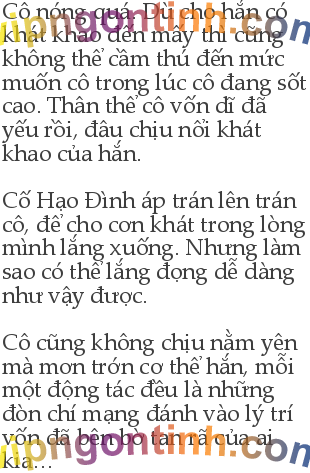 Cô nóng quá. Dù cho hắn có
khát khao đến mấy thì cũng
không thể cầm thú đến mức
muốn cô trong lúc cô đang sốt
cao. Thân thể cô vốn dĩ đã
yếu rồi, đâu chịu nổi khát
khao của hắn.
Cố Hạo Đình áp trán lên trán
cô, để cho cơn khát trong lòng
mình lắng xuống. Nhưng làm
sao có thể lắng đọng dễ dàng
như vậy được.
Cô cũng không chịu nằm yên
mà mơn trớn cơ thể hắn, mỗi
một động tác đều là những
đòn chí mạng đánh vào lý trí
vốn đã bên bờ tan rã của ai
kia...